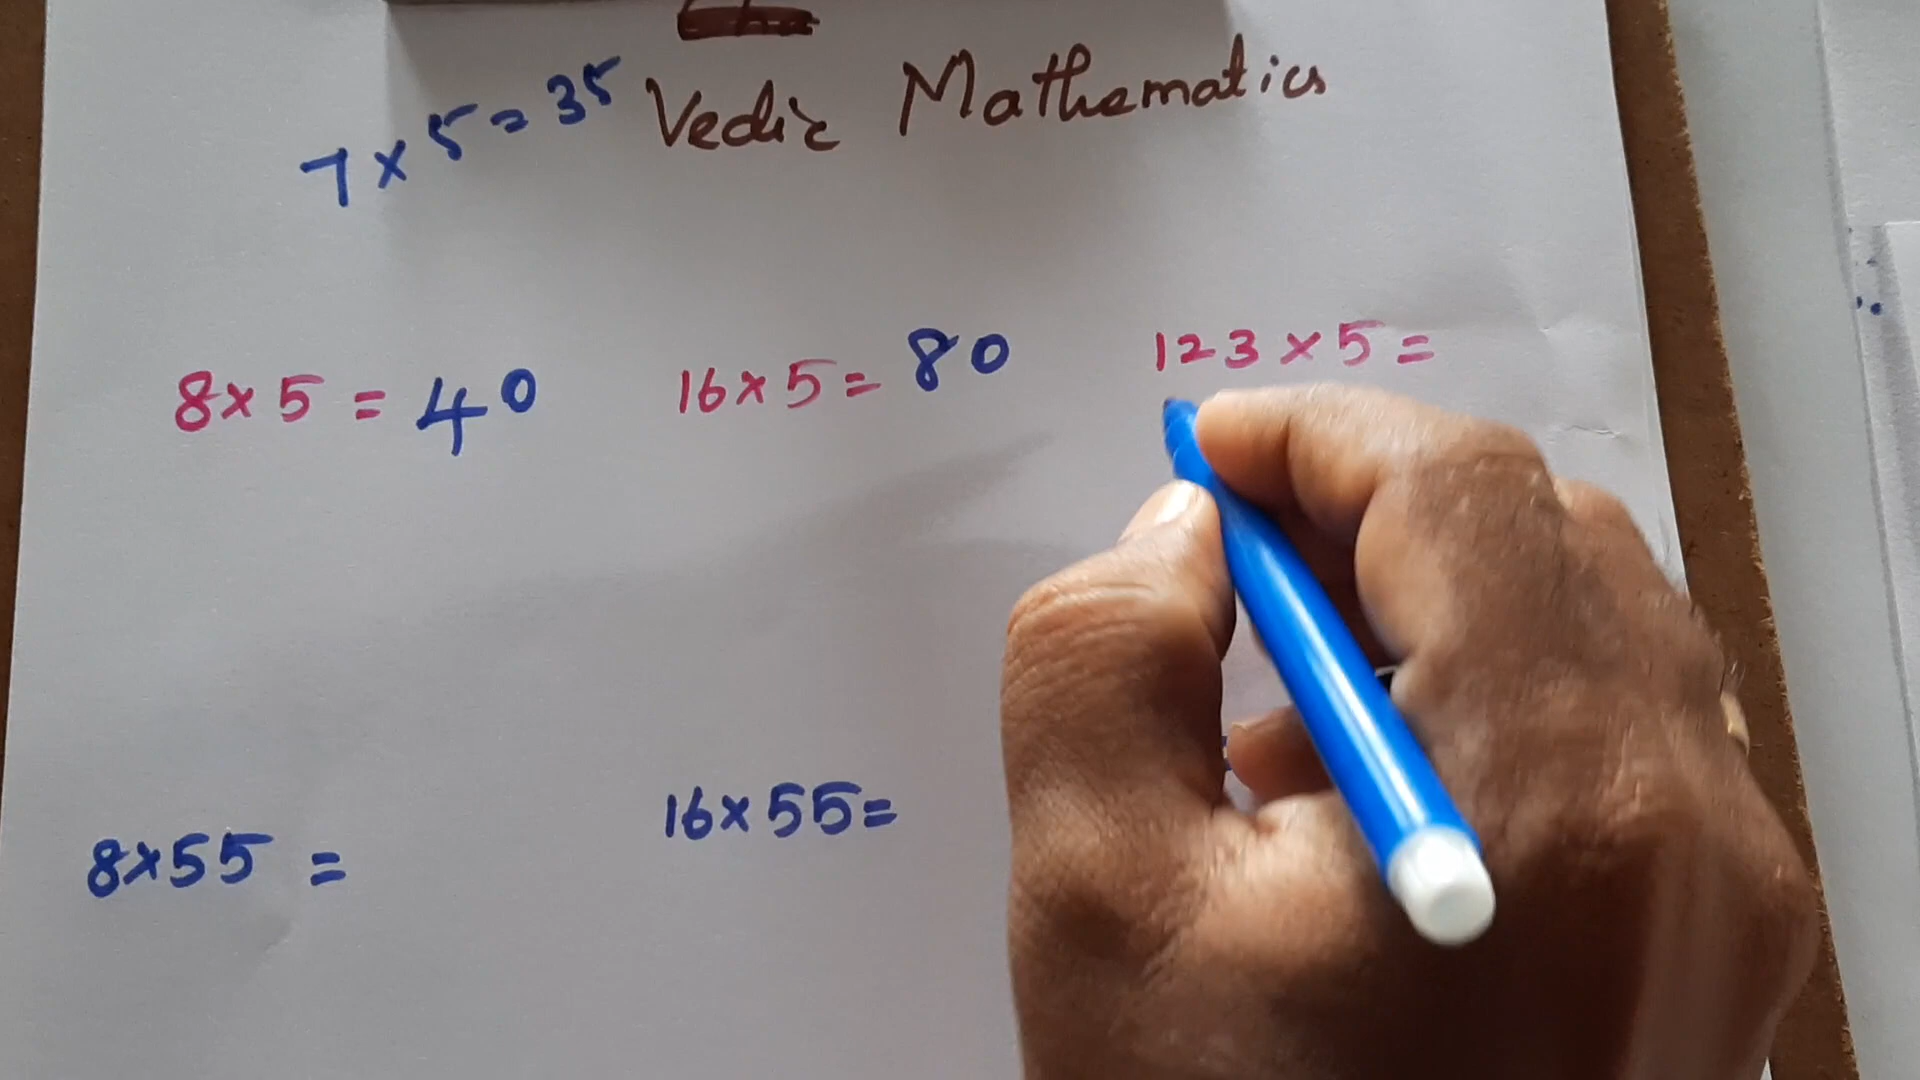 Vedic Mathematics
7 x 5 = 35
8 x 5 = 40
16 x 5 = 80
123 x 5 =
8 x 55 =
16 x 55 =